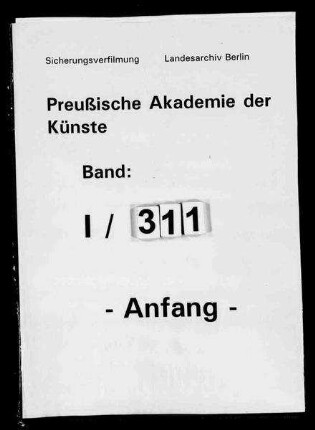 Sicherungsverfilmung Landesarchiv Berlin
Preußische Akademie der
Künste
Band:
I / 311
- Anfang -